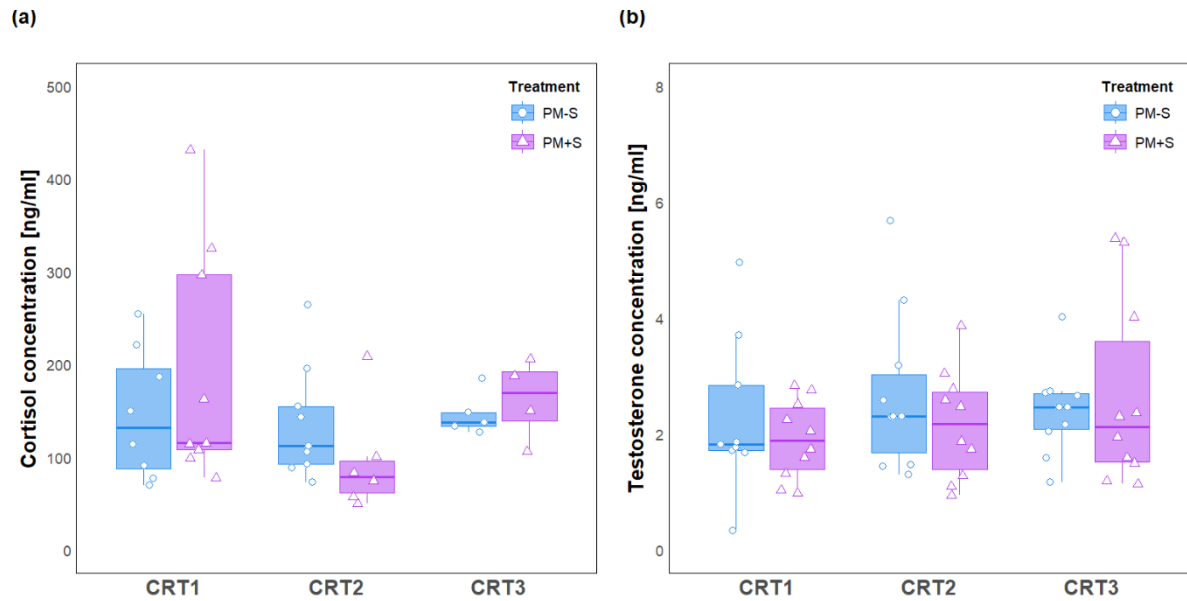 (a)
Cortisol concentration [ng/ml]
500
400
300
200
100
0
Treatment
PM-S
PM+S
CRT1 CRT2 CRT3
(b)
Testosterone concentration [ng/ml]
8
6
4
2
0
Treatment
PM-S
PM+S
CRT1 CRT2 CRT3